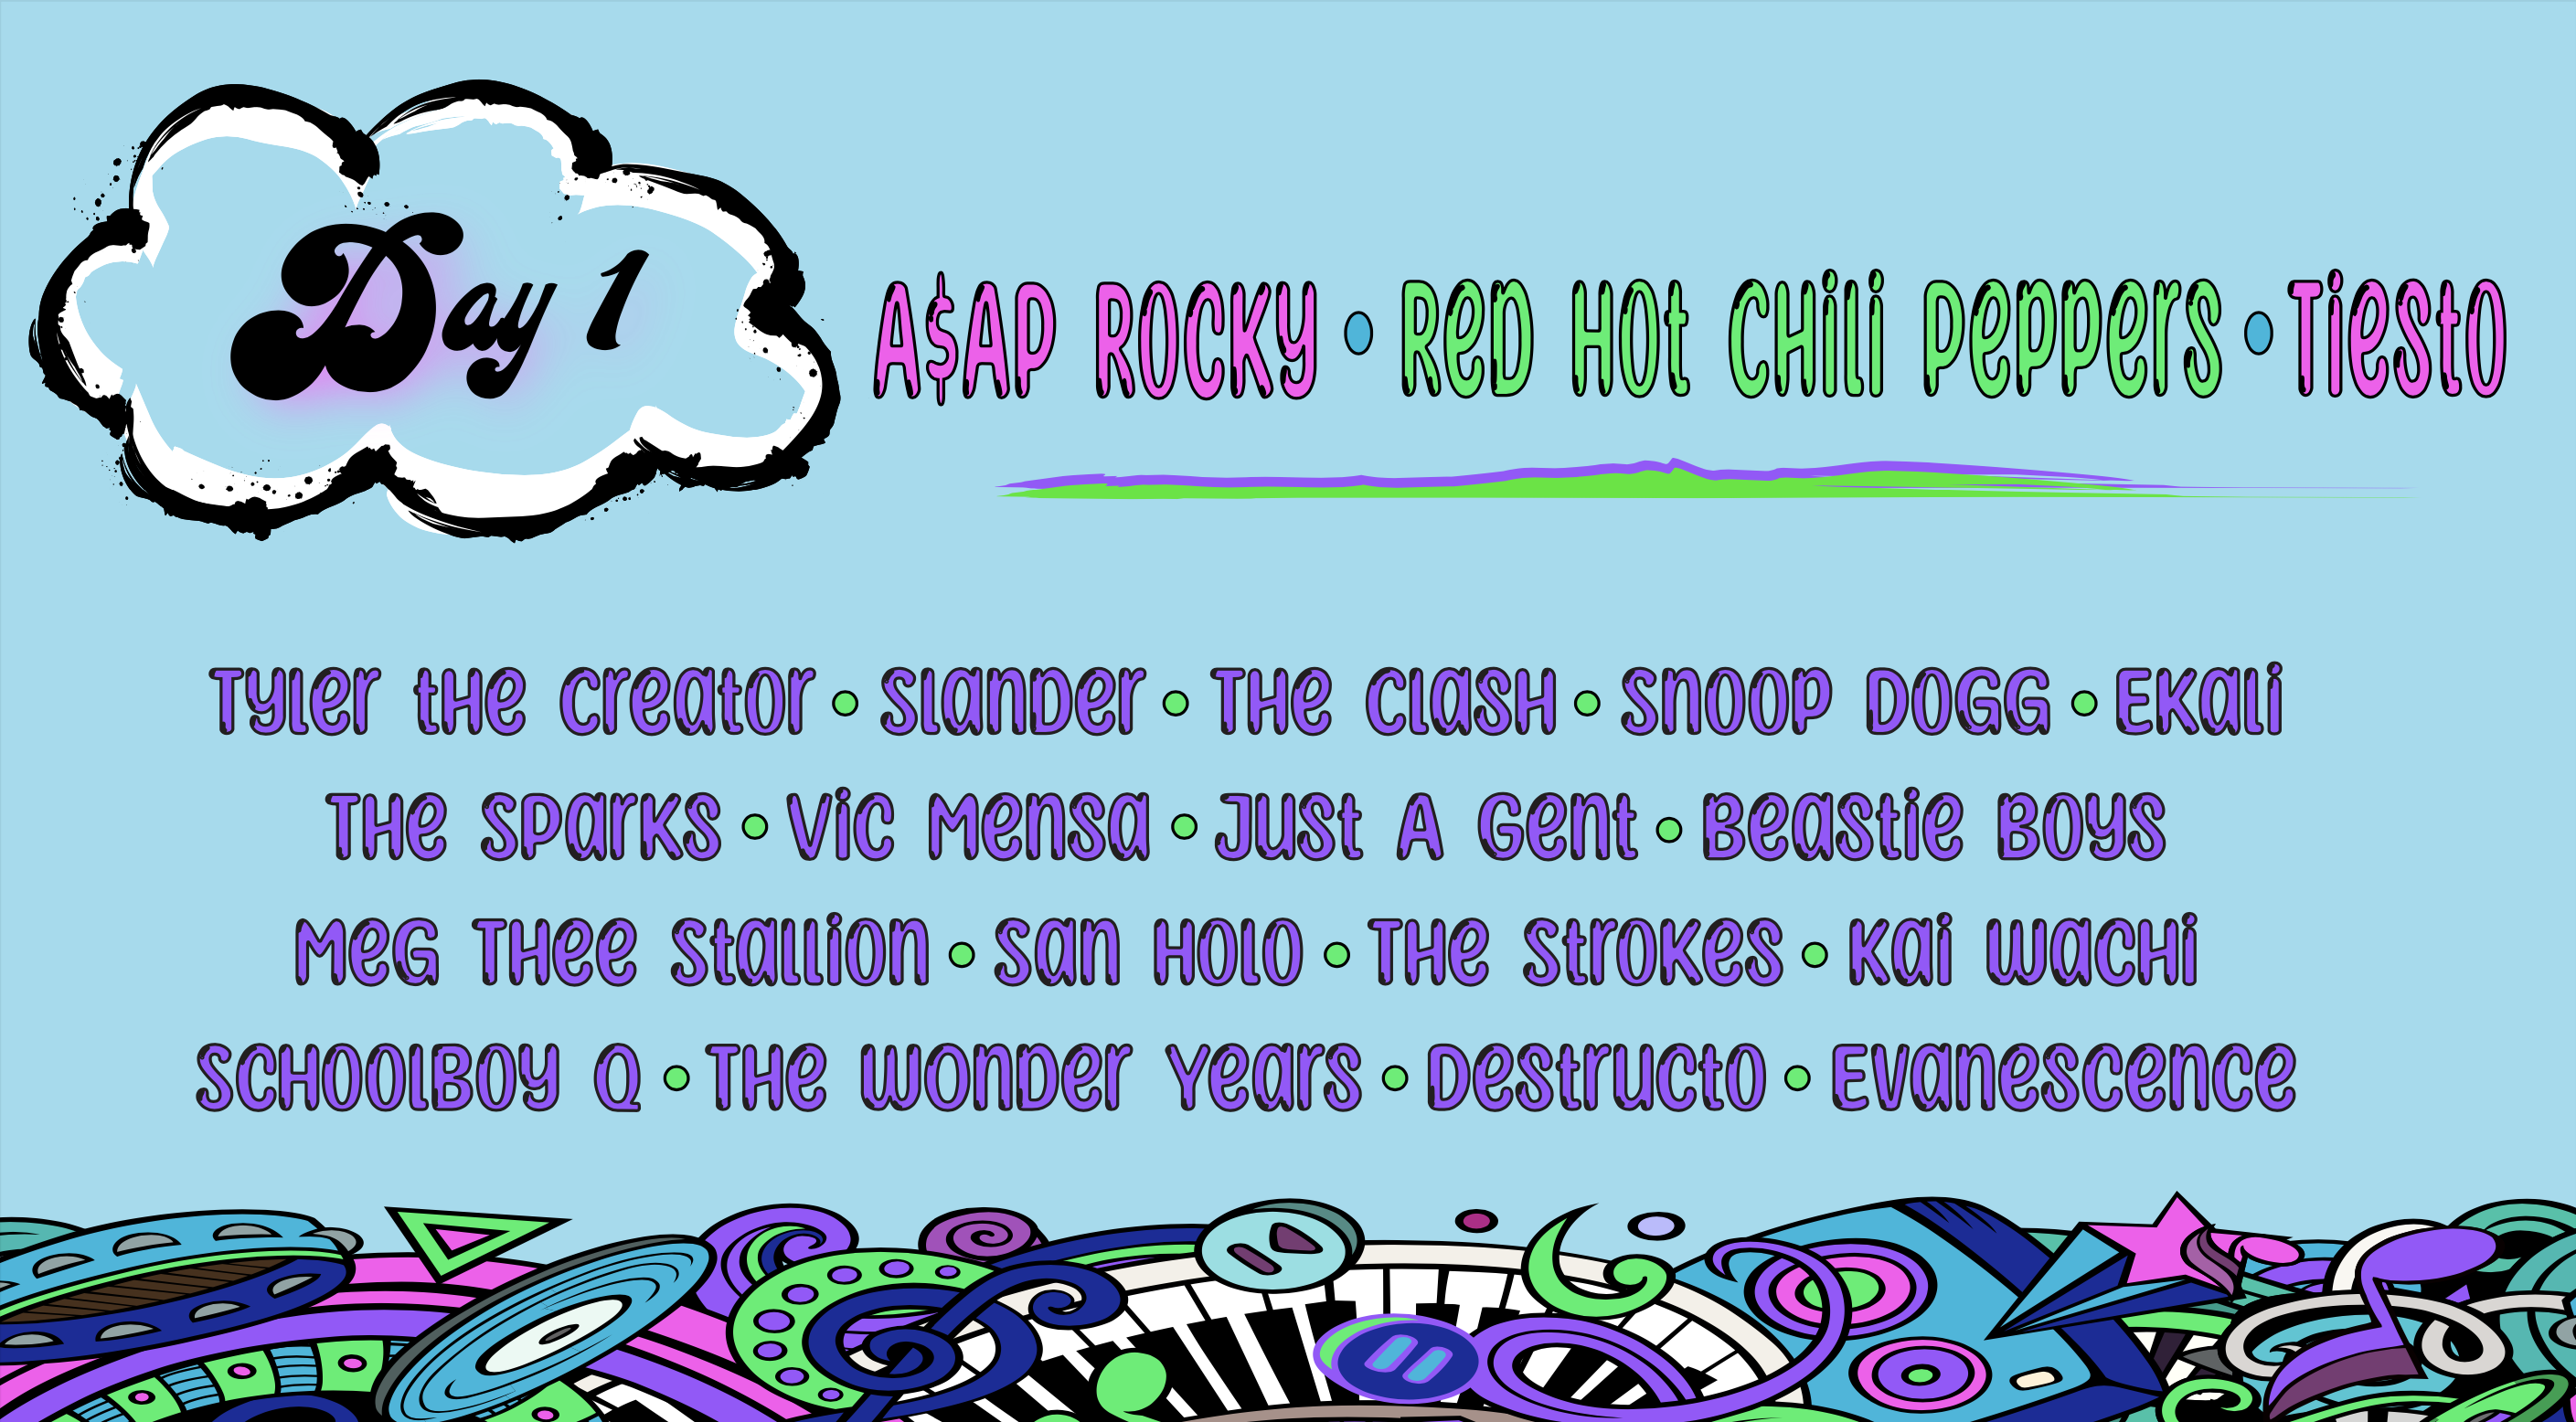 Day 1
A$AP ROCKY • Red Hot Chili Peppers • Tiesto
Tyler the Creator • Slander • The Clash • Snoop Dogg • Ekali
The Sparks • Vic Mensa • Just A Gent • Beastie Boys
Meg Thee Stallion • San Holo • The Strokes • Kai Wachi
Schoolboy Q • The Wonder Years • Destructo • Evanescence